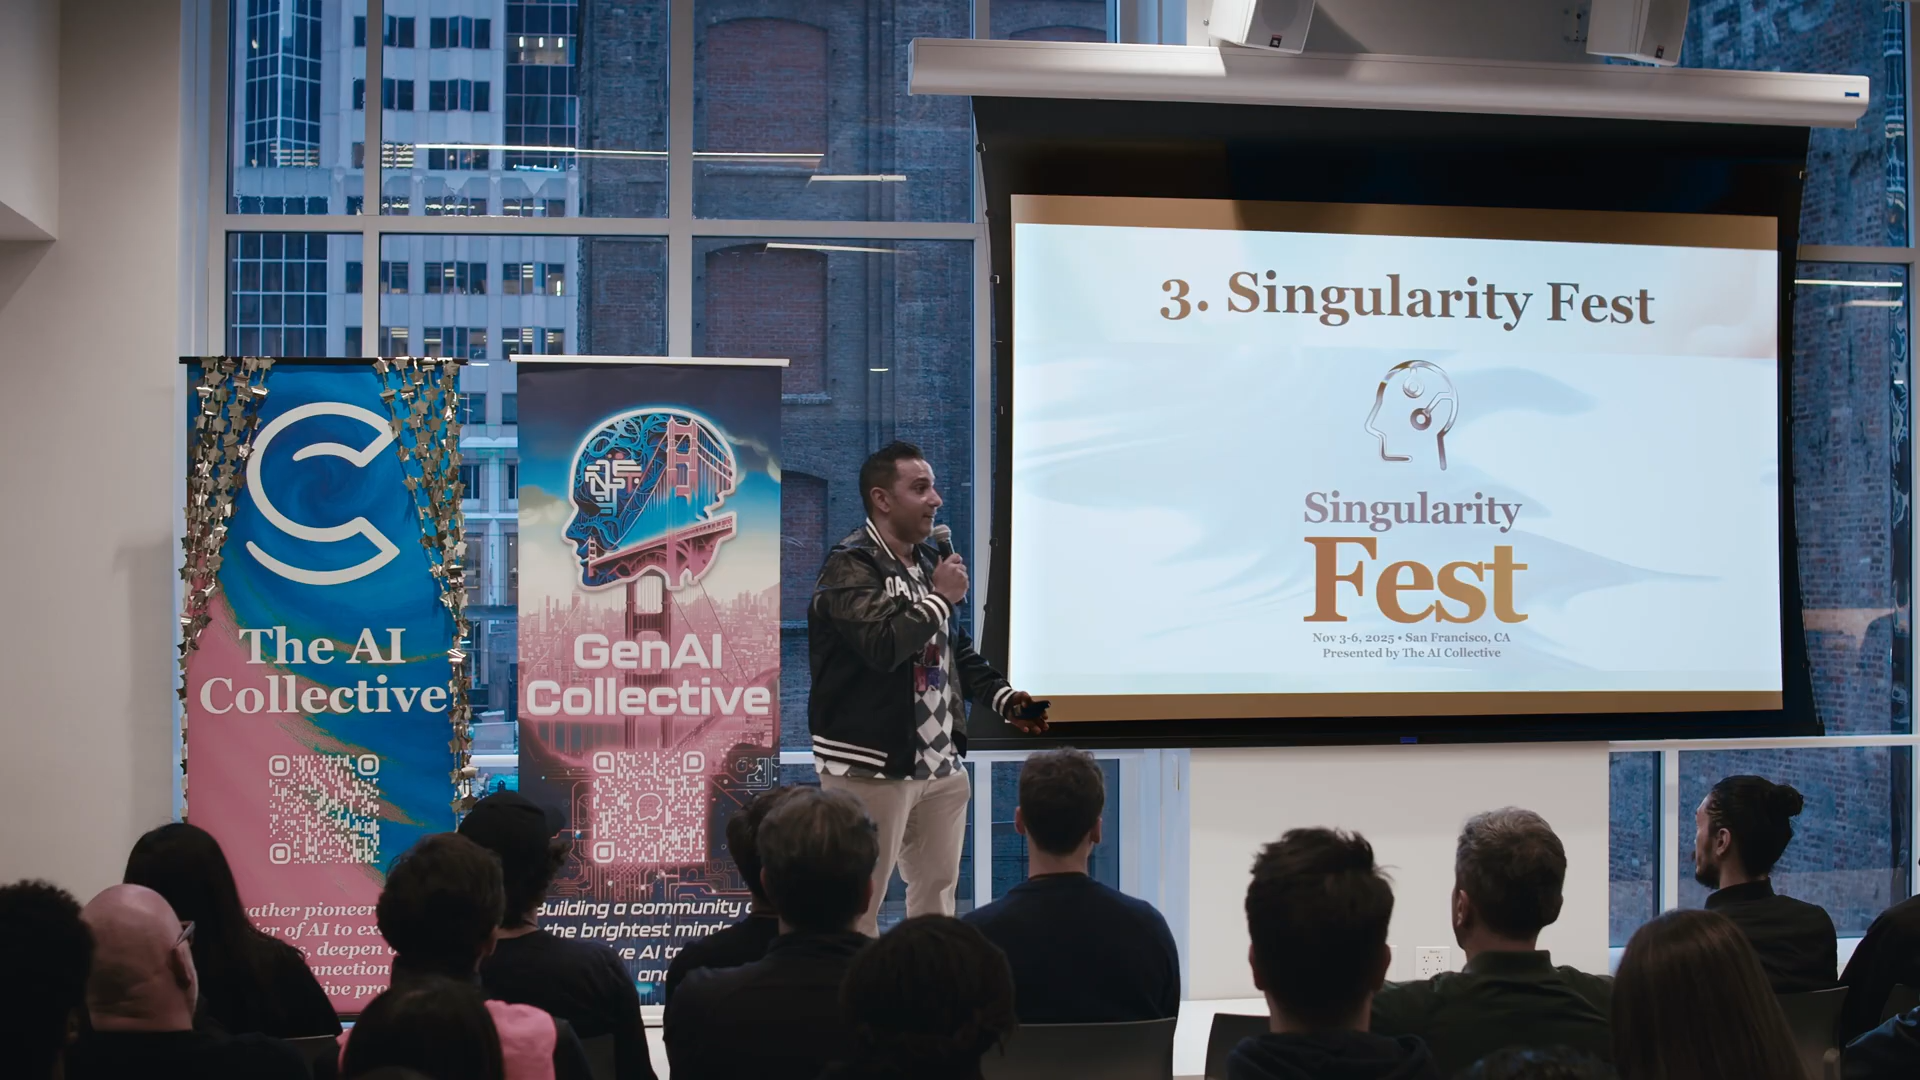 3. Singularity Fest
Singularity
Fest
Nov 3-6, 2025 • San Francisco, CA
Presented by The AI Collective
The AI
Collective
GenAI
Collective
Building a community
the brightest minds